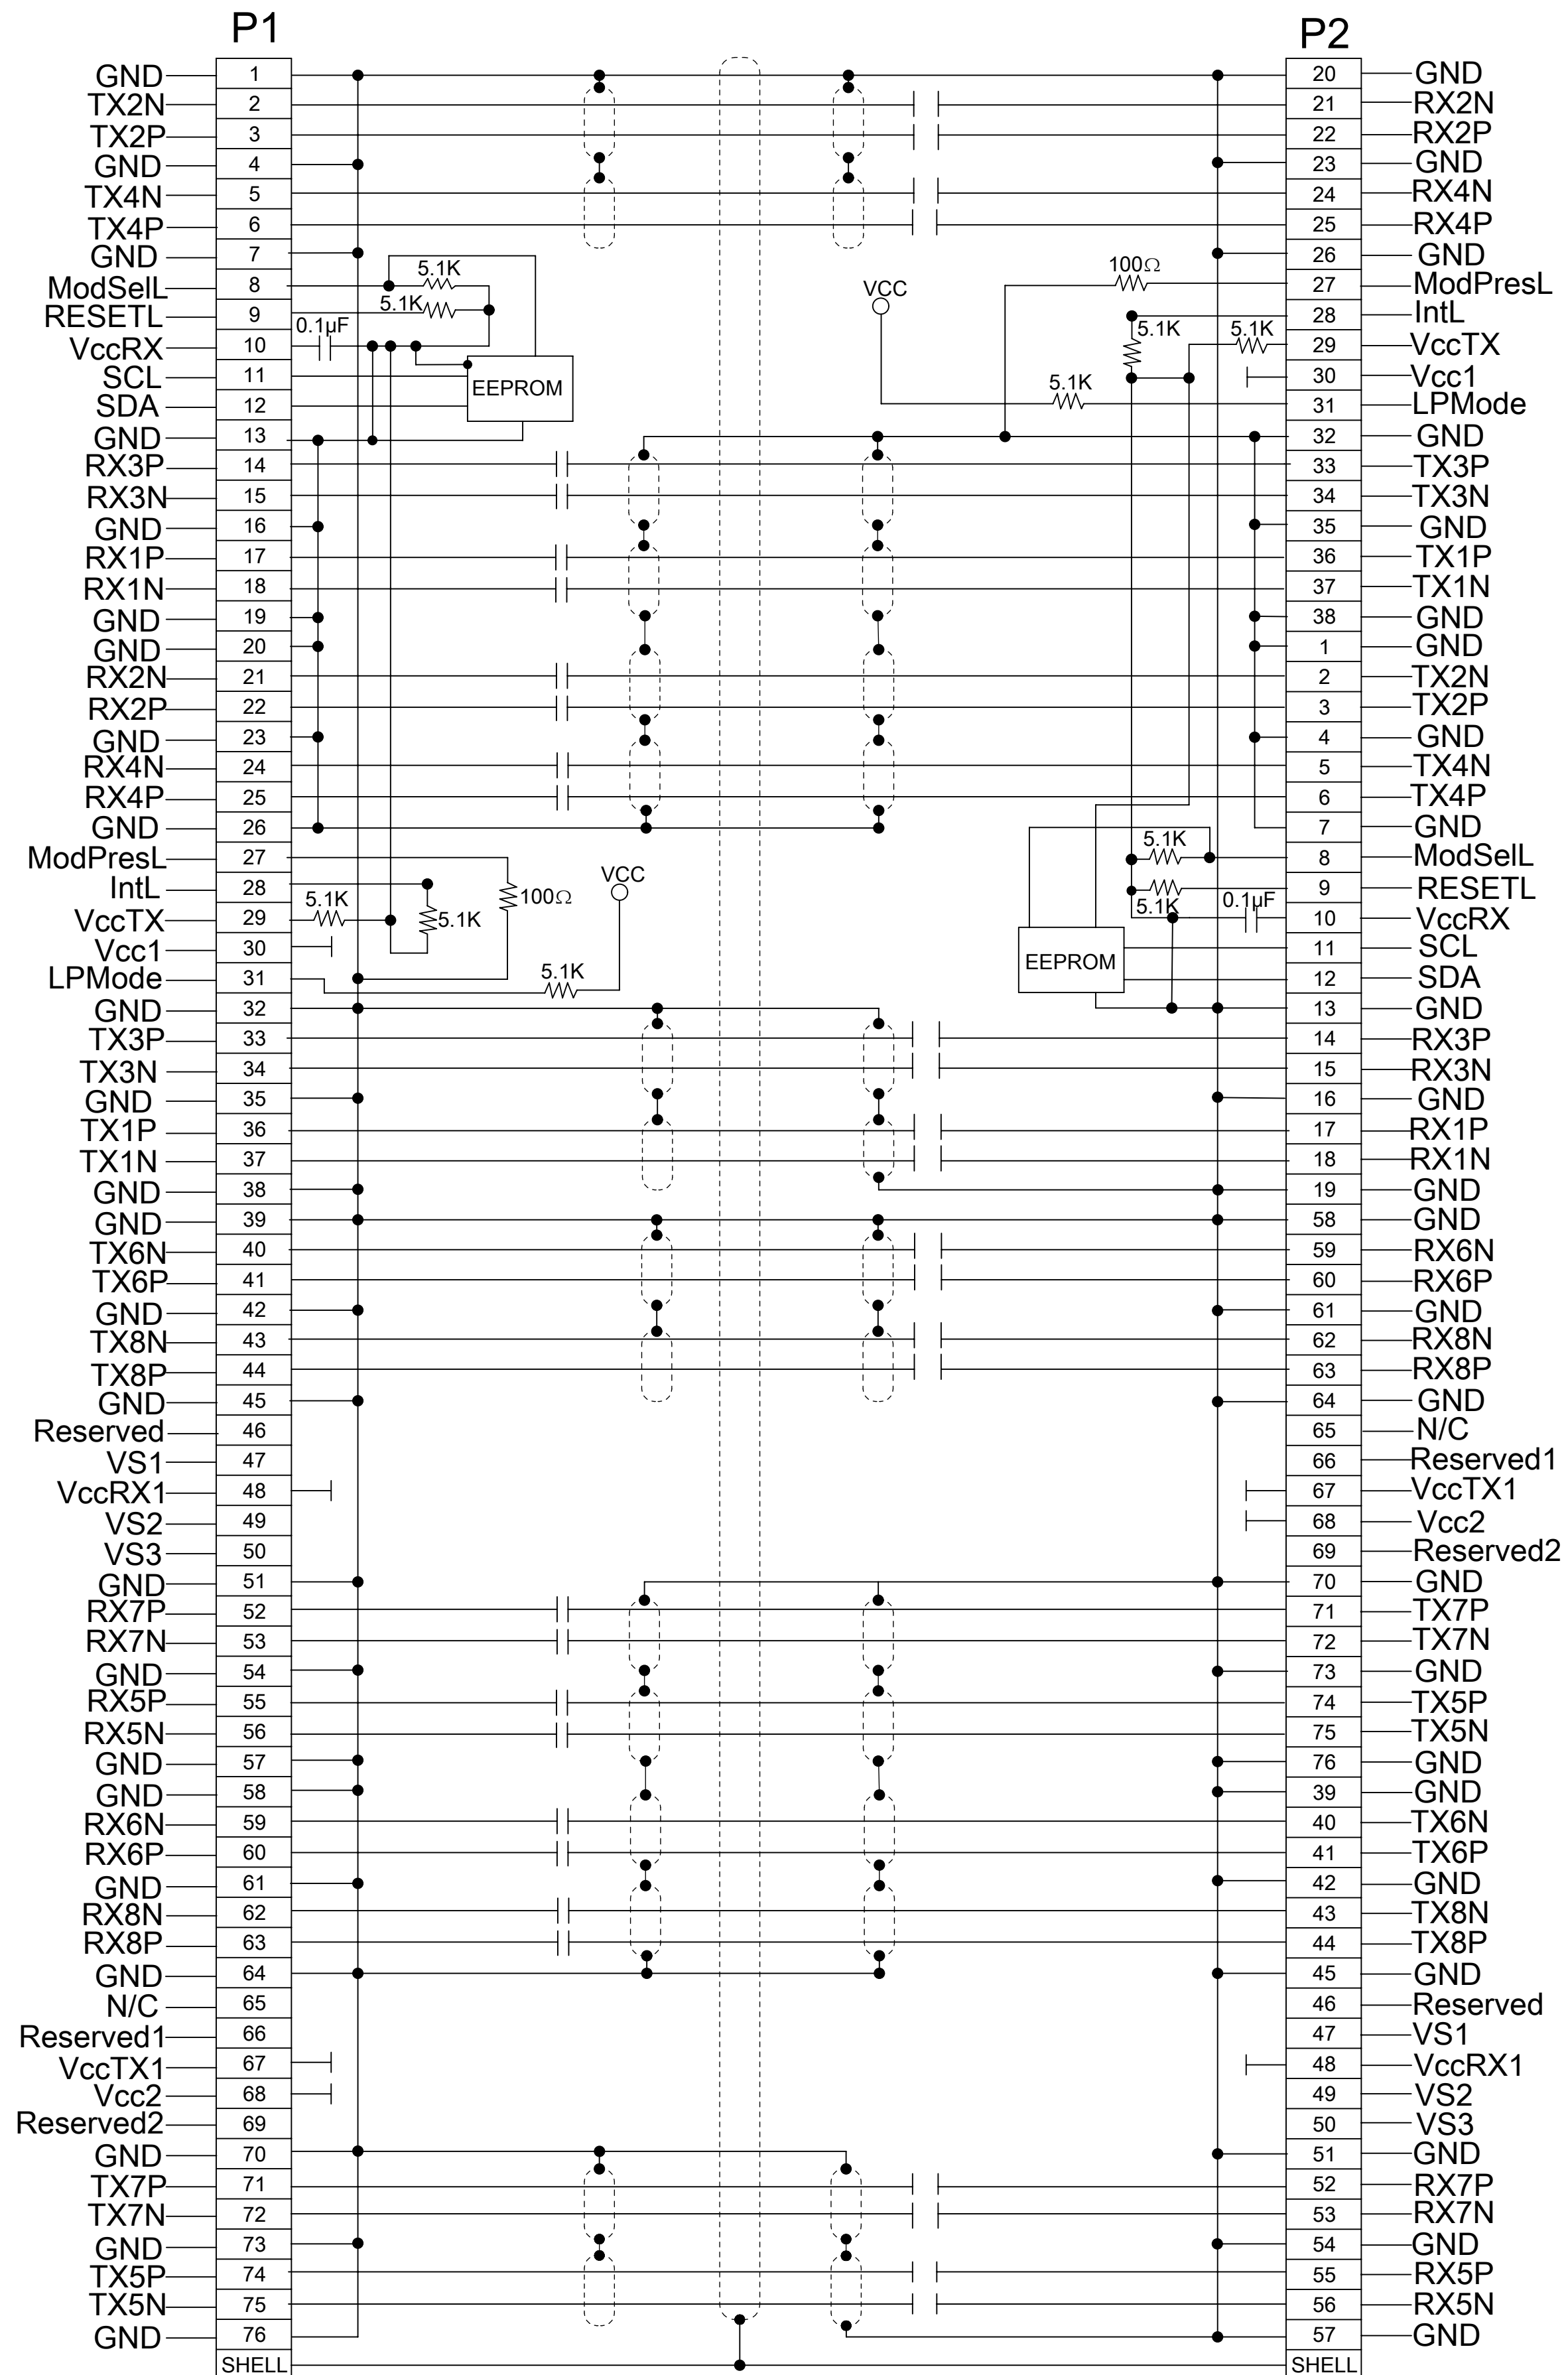 P1 P2
GND 1 20 GND
TX2N 2 21 RX2N
TX2P 3 22 RX2P
GND 4 23 GND
TX4N 5 24 RX4N
TX4P 6 25 RX4P
GND 7 26 GND
ModSelL 8 5.1K 100Ω 27 ModPresL
RESETL 9 5.1K VCC 28 IntL
VccRX 10 0.1µF 5.1K 5.1K 29 VccTX
SCL 11 EEPROM 30 Vcc1
SDA 12 5.1K 31 LPMode
GND 13 32 GND
RX3P 14 33 TX3P
RX3N 15 34 TX3N
GND 16 35 GND
RX1P 17 36 TX1P
RX1N 18 37 TX1N
GND 19 38 GND
GND 20 1 GND
RX2N 21 2 TX2N
RX2P 22 3 TX2P
GND 23 4 GND
RX4N 24 5 TX4N
RX4P 25 6 TX4P
GND 26 7 GND
ModPresL 27 5.1K 8 ModSelL
IntL 28 100Ω VCC 5.1K 9 RESETL
VccTX 29 5.1K 5.1K 0.1µF 10 VccRX
Vcc1 30 11 SCL
LPMode 31 5.1K EEPROM 12 SDA
GND 32 13 GND
TX3P 33 14 RX3P
TX3N 34 15 RX3N
GND 35 16 GND
TX1P 36 17 RX1P
TX1N 37 18 RX1N
GND 38 19 GND
GND 39 58 GND
TX6N 40 59 RX6N
TX6P 41 60 RX6P
GND 42 61 GND
TX8N 43 62 RX8N
TX8P 44 63 RX8P
GND 45 64 GND
Reserved 46 65 N/C
VS1 47 66 Reserved1
VccRX1 48 67 VccTX1
VS2 49 68 Vcc2
VS3 50 69 Reserved2
GND 51 70 GND
RX7P 52 71 TX7P
RX7N 53 72 TX7N
GND 54 73 GND
RX5P 55 74 TX5P
RX5N 56 75 TX5N
GND 57 76 GND
GND 58 39 GND
RX6N 59 40 TX6N
RX6P 60 41 TX6P
GND 61 42 GND
RX8N 62 43 TX8N
RX8P 63 44 TX8P
GND 64 45 GND
N/C 65 46 Reserved
Reserved1 66 47 VS1
VccTX1 67 48 VccRX1
Vcc2 68 49 VS2
Reserved2 69 50 VS3
GND 70 51 GND
TX7P 71 52 RX7P
TX7N 72 53 RX7N
GND 73 54 GND
TX5P 74 55 RX5P
TX5N 75 56 RX5N
GND 76 57 GND
SHELL SHELL